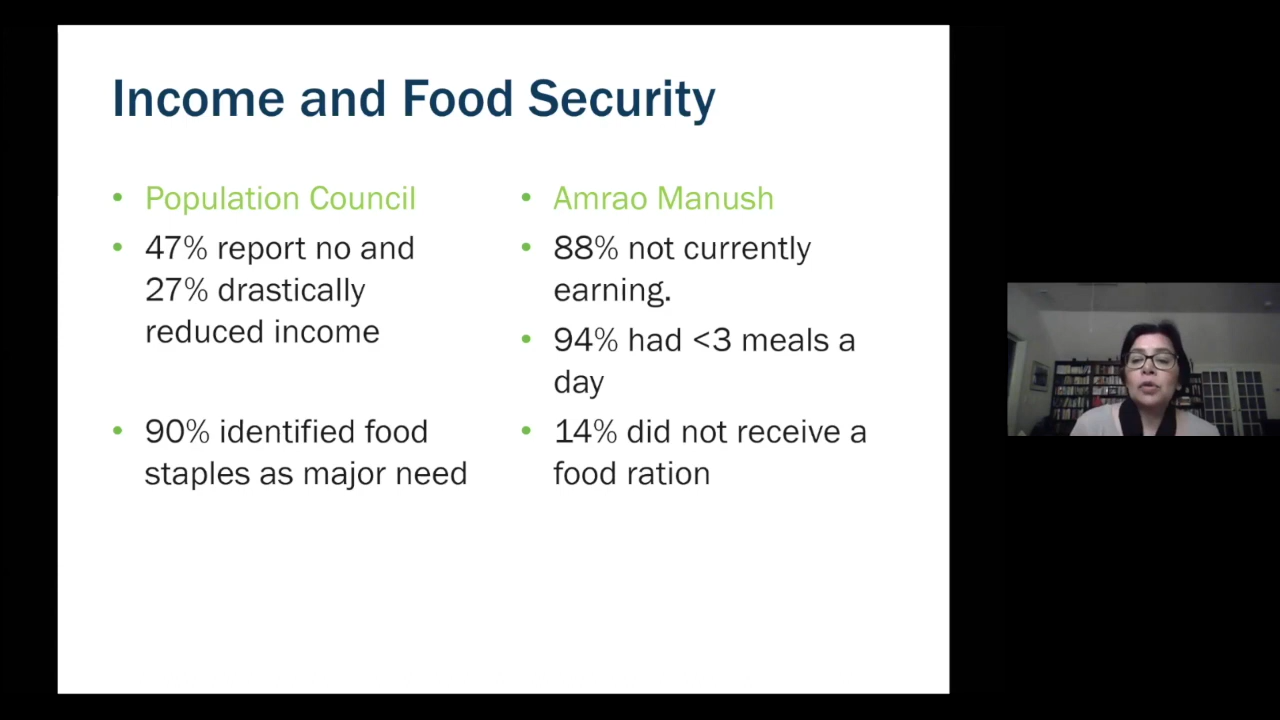 Income and Food Security
• Population Council
• 47% report no and
27% drastically
reduced income
• 90% identified food
staples as major need
• Amrao Manush
• 88% not currently
earning.
• 94% had <3 meals a
day
• 14% did not receive a
food ration